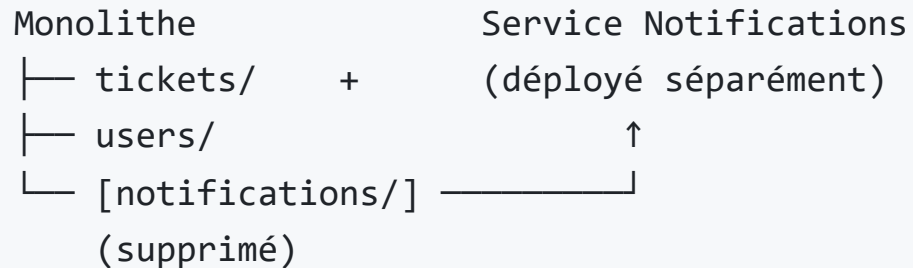 Monolithe                Service Notifications
├── tickets/    +      (déployé séparément)
├── users/                    ↑
└── [notifications/] ─────────┘
    (supprimé)